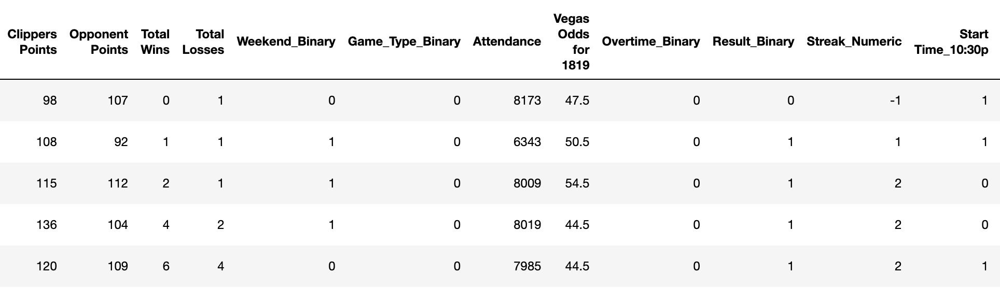 Clippers Points Opponent Points Total Wins Total Losses Weekend_Binary Game_Type_Binary Attendance Vegas Odds for 1819 Overtime_Binary Result_Binary Streak_Numeric Start Time_10:30p
98 107 0 1 0 0 8173 47.5 0 0 -1 1
108 92 1 1 1 0 6343 50.5 0 1 1 1
115 112 2 1 1 0 8009 54.5 0 1 2 0
136 104 4 2 1 0 8019 44.5 0 1 2 0
120 109 6 4 0 0 7985 44.5 0 1 2 1